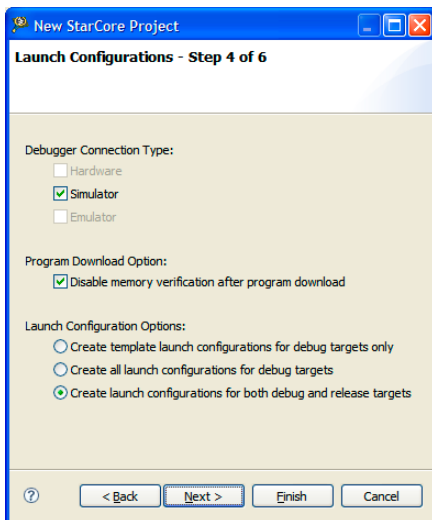 New StarCore Project
Launch Configurations - Step 4 of 6
Debugger Connection Type:
Hardware
Simulator
Emulator
Program Download Option:
Disable memory verification after program download
Launch Configuration Options:
Create template launch configurations for debug targets only
Create all launch configurations for debug targets
Create launch configurations for both debug and release targets
? < Back Next > Finish Cancel